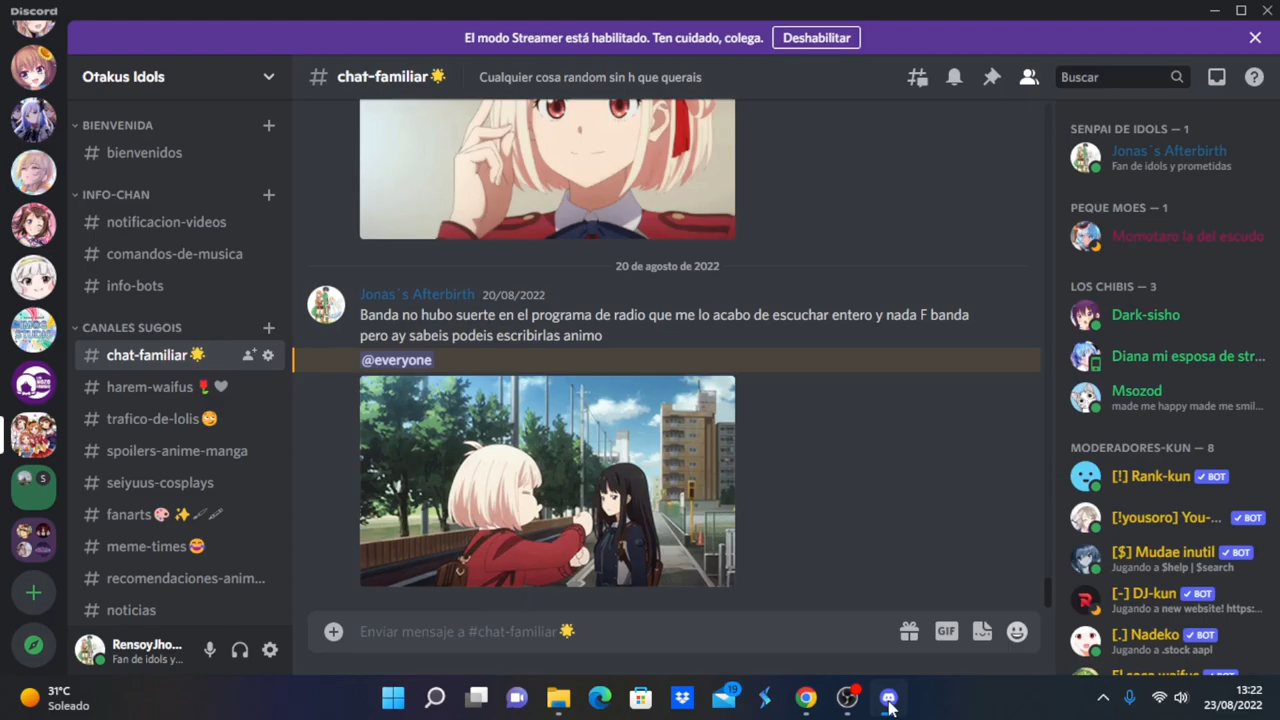 Discord
El modo Streamer está habilitado. Ten cuidado, colega.
Deshabilitar
Otakus Idols
chat-familiar
Cualquier cosa random sin h que querais
Buscar
BIENVENIDA
bienvenidos
INFO-CHAN
notificacion-videos
comandos-de-musica
info-bots
CANALES SUGOIS
chat-familiar
harem-waifus
trafico-de-lolis
spoilers-anime-manga
seiyuus-cosplays
fanarts
meme-times
recomendaciones-anim...
noticias
S
RensoyJho...
Fan de idols y...
20 de agosto de 2022
Jonas`s Afterbirth 20/08/2022
Banda no hubo suerte en el programa de radio que me lo acabo de escuchar entero y nada F banda
pero ay sabeis podeis escribirlas animo
@everyone
Enviar mensaje a #chat-familiar
GIF
SENPAI DE IDOLS — 1
Jonas`s Afterbirth
Fan de idols y prometidas
PEQUE MOES — 1
Momotaro la del escudo
LOS CHIBIS — 3
Dark-sisho
Diana mi esposa de str...
Msozod
made me happy made me smil...
MODERADORES-KUN — 8
[!] Rank-kun BOT
[!yousoro] You-... BOT
[$] Mudae inutil BOT
Jugando a $help | $search
[-] DJ-kun BOT
Jugando a new website! https:...
[.] Nadeko BOT
Jugando a .stock aapl
31°C
Soleado
19
13:22
23/08/2022